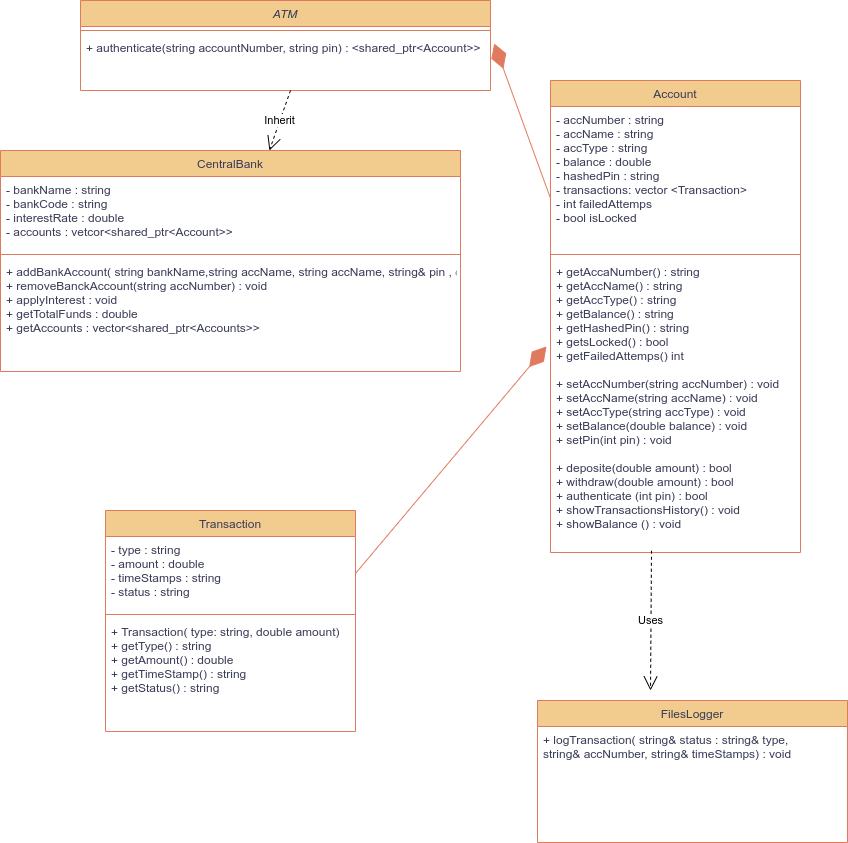 ATM
+ authenticate(string accountNumber, string pin) : <shared_ptr<Account>>
Inherit
CentralBank
- bankName : string
- bankCode : string
- interestRate : double
- accounts : vetcor<shared_ptr<Account>>
+ addBankAccount( string bankName,string accName, string accName, string& pin ,
+ removeBanckAccount(string accNumber) : void
+ applyInterest : void
+ getTotalFunds : double
+ getAccounts : vector<shared_ptr<Accounts>>
Account
- accNumber : string
- accName : string
- accType : string
- balance : double
- hashedPin : string
- transactions: vector <Transaction>
- int failedAttemps
- bool isLocked
+ getAccaNumber() : string
+ getAccName() : string
+ getAccType() : string
+ getBalance() : string
+ getHashedPin() : string
+ getsLocked() : bool
+ getFailedAttemps() int
+ setAccNumber(string accNumber) : void
+ setAccName(string accName) : void
+ setAccType(string accType) : void
+ setBalance(double balance) : void
+ setPin(int pin) : void
+ deposite(double amount) : bool
+ withdraw(double amount) : bool
+ authenticate (int pin) : bool
+ showTransactionsHistory() : void
+ showBalance () : void
Transaction
- type : string
- amount : double
- timeStamps : string
- status : string
+ Transaction( type: string, double amount)
+ getType() : string
+ getAmount() : double
+ getTimeStamp() : string
+ getStatus() : string
Uses
FilesLogger
+ logTransaction( string& status : string& type,
string& accNumber, string& timeStamps) : void